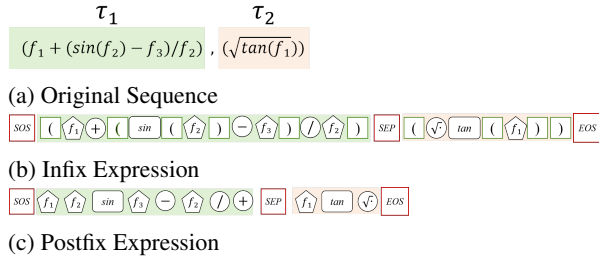 τ₁ τ₂
(f₁ + (sin(f₂) − f₃)/f₂) , (√tan(f₁))
(a) Original Sequence
SOS ( f₁ + ( sin ( f₂ ) − f₃ ) / f₂ ) SEP ( √· tan ( f₁ ) ) EOS
(b) Infix Expression
SOS f₁ f₂ sin f₃ − f₂ / + SEP f₁ tan √· EOS
(c) Postfix Expression